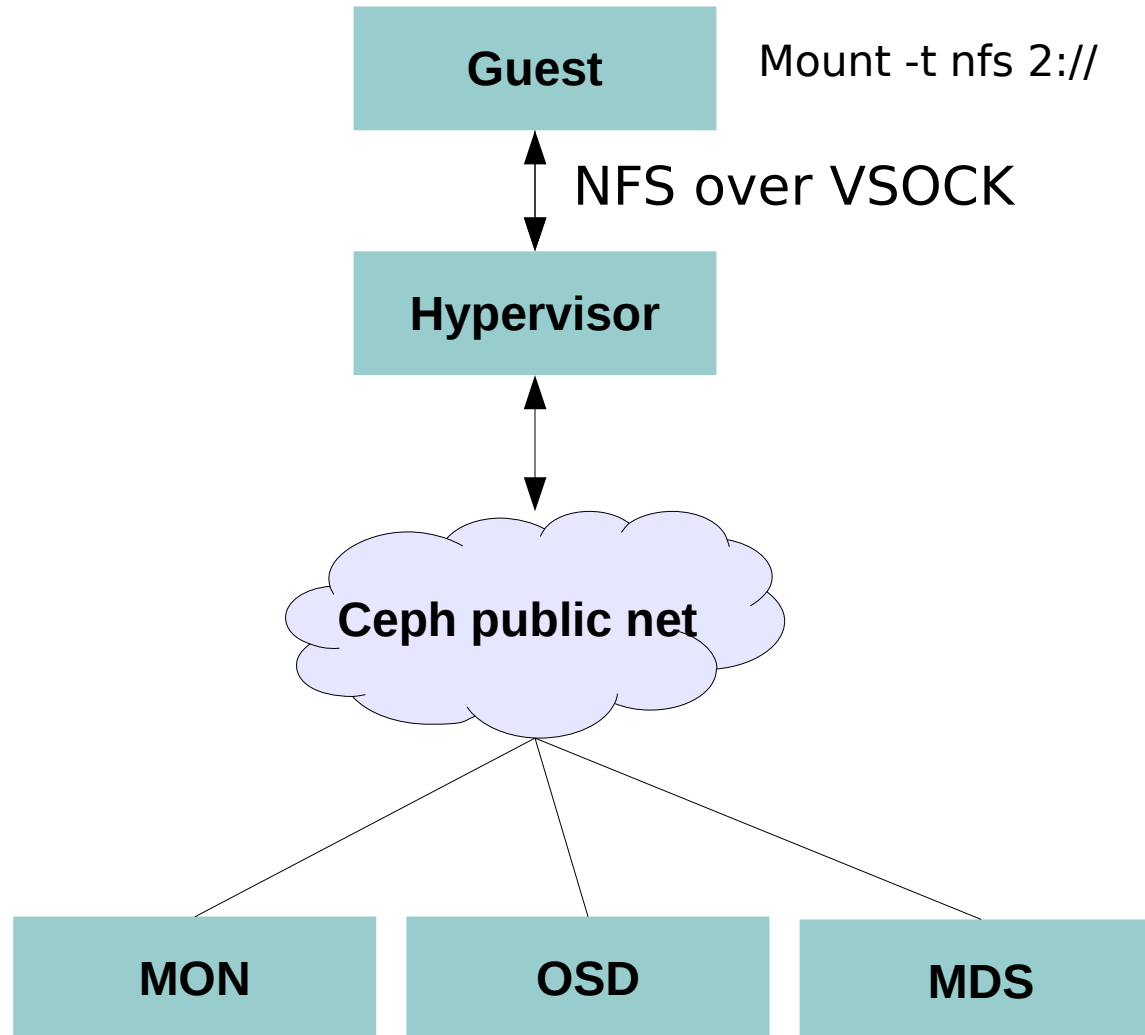 Guest
Mount -t nfs 2://
NFS over VSOCK
Hypervisor
Ceph public net
MON
OSD
MDS